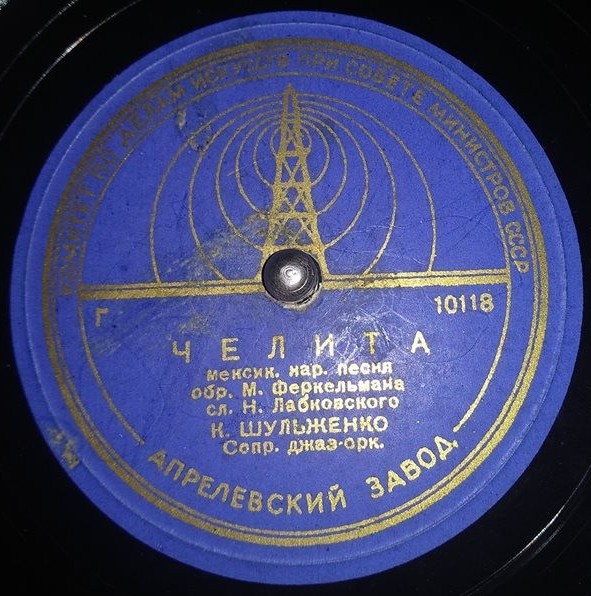 КОМИТЕТ ПО ДЕЛАМ ИСКУССТВ ПРИ СОВЕТЕ МИНИСТРОВ СССР
Г 10118
ЧЕЛИТА
мексик. нар. песня
обр. М. Феркельмана
сл. Н. Лабковского
К. ШУЛЬЖЕНКО
Сопр. джаз-орк.
АПРЕЛЕВСКИЙ ЗАВОД